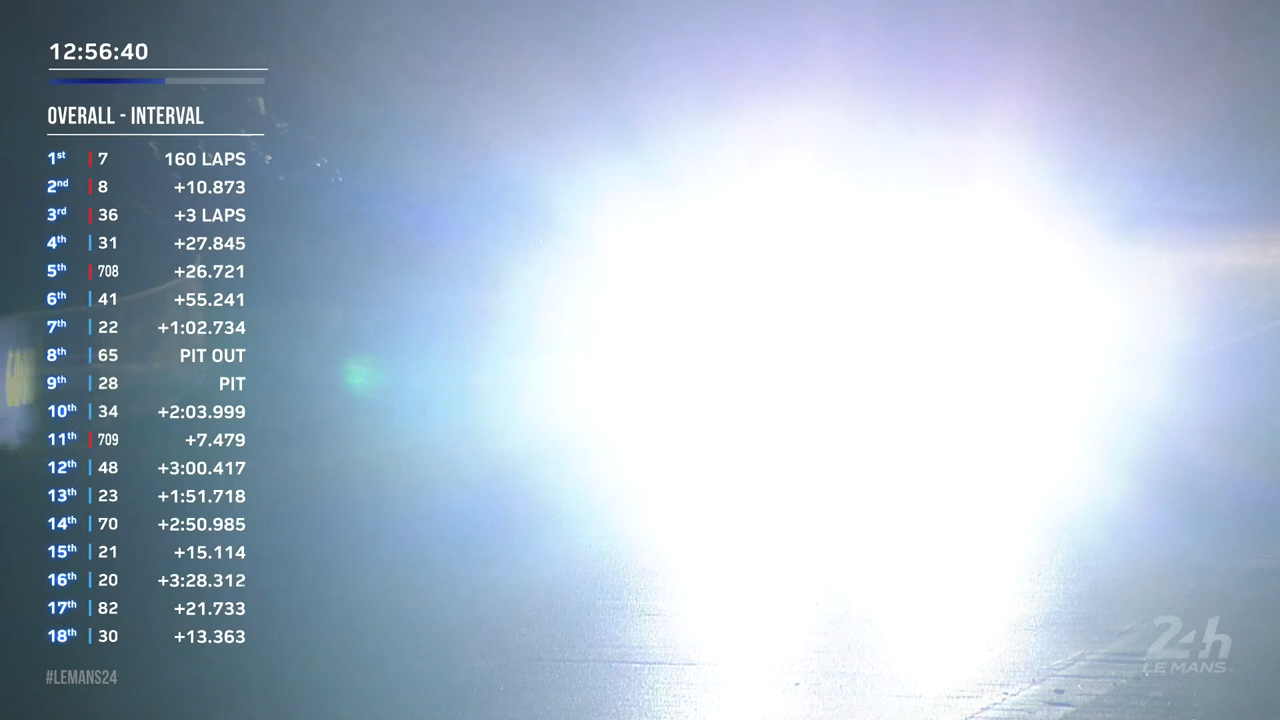 12:56:40
OVERALL - INTERVAL
1st 7 160 LAPS
2nd 8 +10.873
3rd 36 +3 LAPS
4th 31 +27.845
5th 708 +26.721
6th 41 +55.241
7th 22 +1:02.734
8th 65 PIT OUT
9th 28 PIT
10th 34 +2:03.999
11th 709 +7.479
12th 48 +3:00.417
13th 23 +1:51.718
14th 70 +2:50.985
15th 21 +15.114
16th 20 +3:28.312
17th 82 +21.733
18th 30 +13.363
#LEMANS24
24h
LE MANS